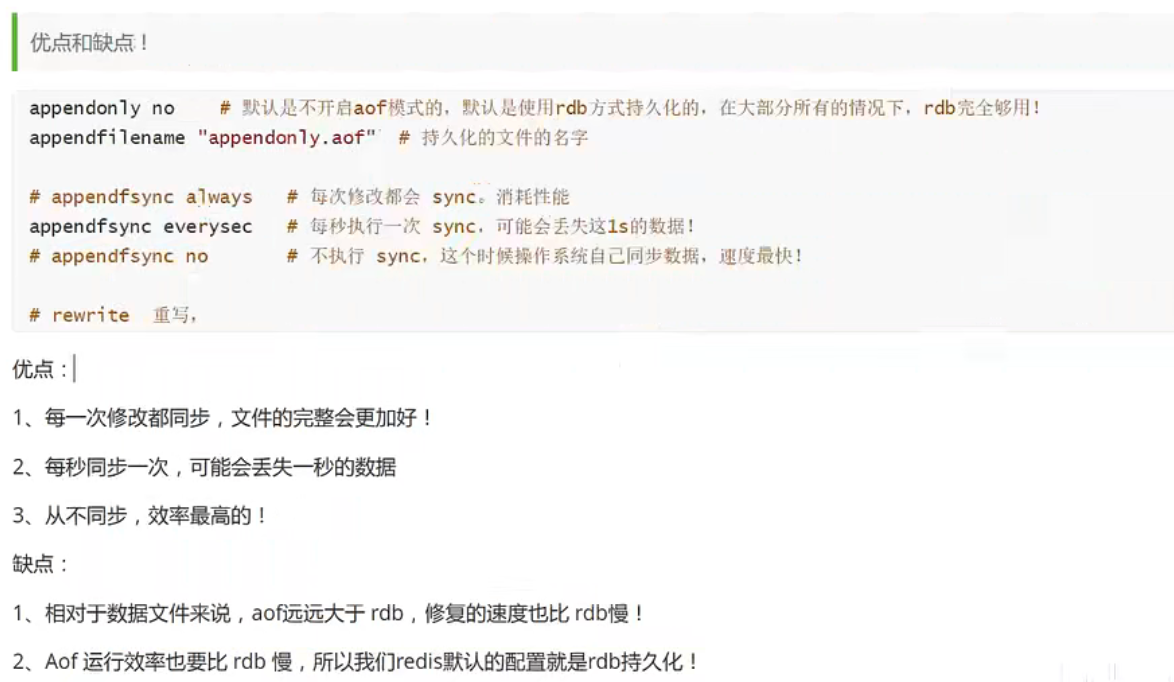 优点和缺点！
appendonly no    # 默认是不开启aof模式的，默认是使用rdb方式持久化的，在大部分所有的情况下，rdb完全够用！
appendfilename "appendonly.aof"  # 持久化的文件的名字
# appendfsync always   # 每次修改都会 sync。消耗性能
appendfsync everysec   # 每秒执行一次 sync，可能会丢失这1s的数据！
# appendfsync no       # 不执行 sync，这个时候操作系统自己同步数据，速度最快！
# rewrite  重写，
优点：
1、每一次修改都同步，文件的完整会更加好！
2、每秒同步一次，可能会丢失一秒的数据
3、从不同步，效率最高的！
缺点：
1、相对于数据文件来说，aof远远大于 rdb，修复的速度也比 rdb慢！
2、Aof 运行效率也要比 rdb 慢，所以我们redis默认的配置就是rdb持久化！